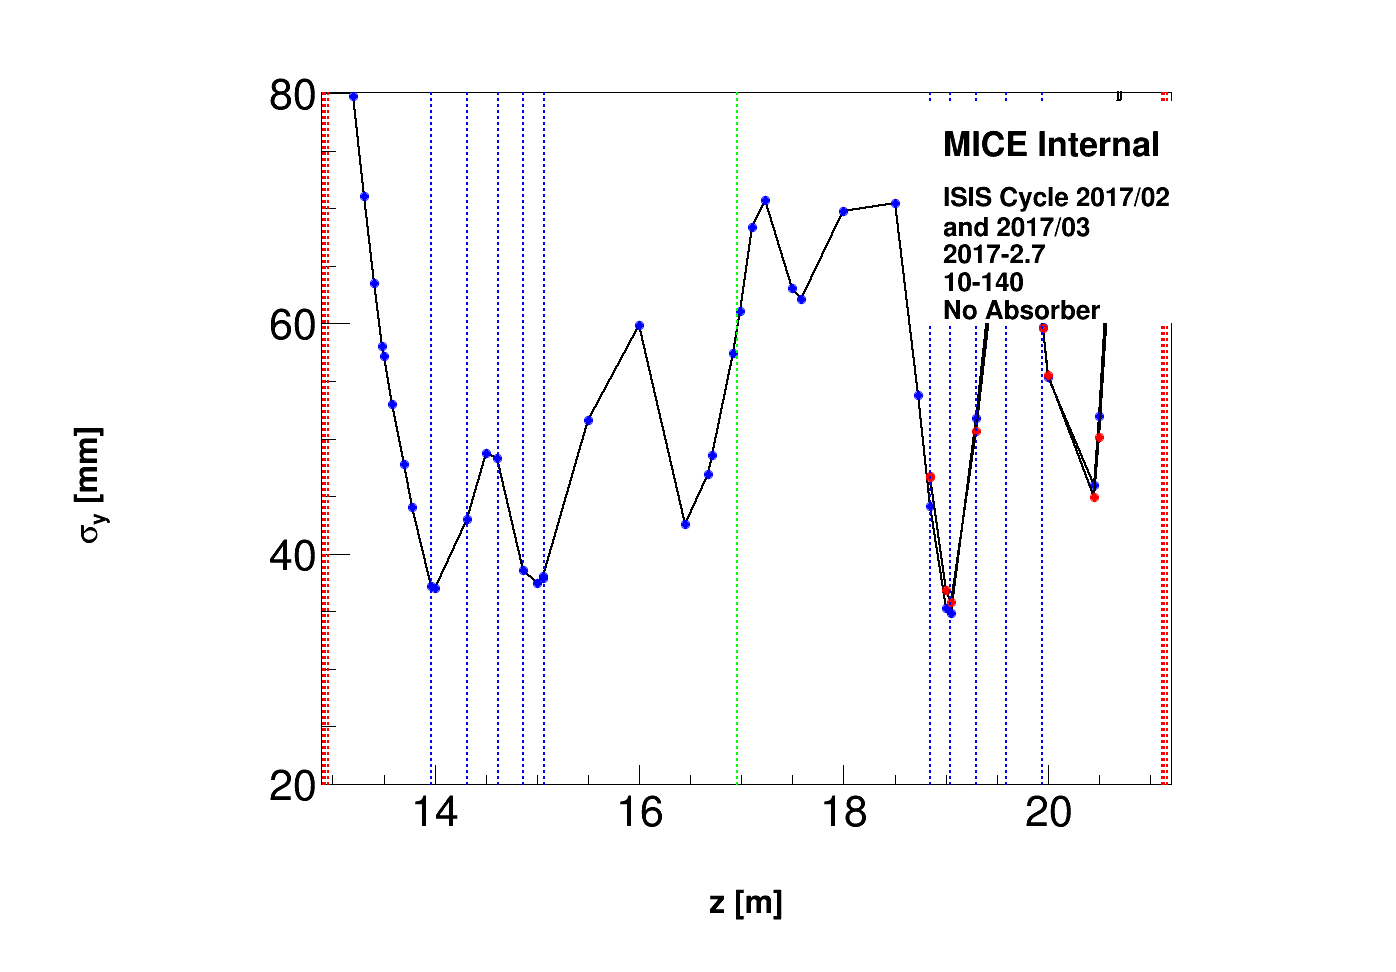 80
MICE Internal
ISIS Cycle 2017/02
and 2017/03
2017-2.7
10-140
No Absorber
60
σy [mm]
40
20
14 16 18 20
z [m]